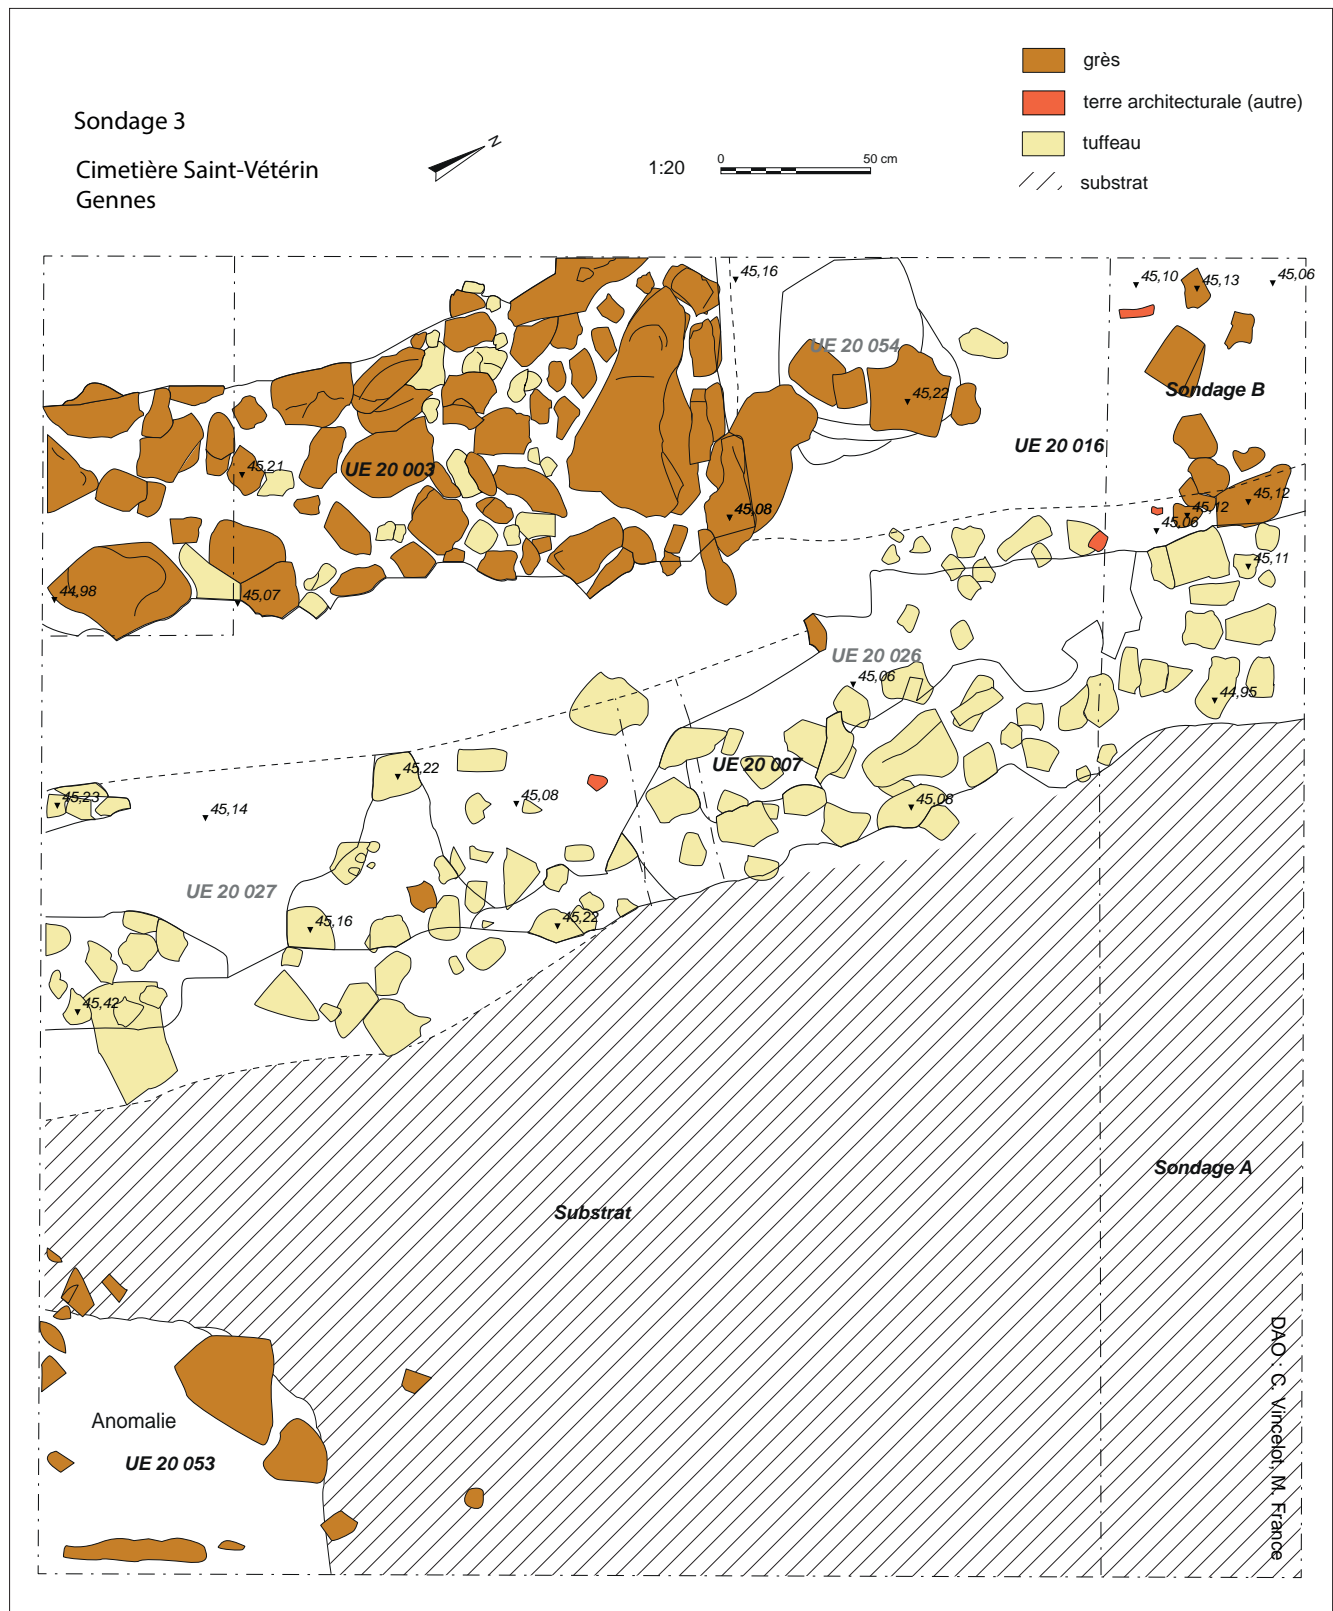 grès
terre architecturale (autre)
tuffeau
substrat
Sondage 3
Cimetière Saint-Vétérin
Gennes
N
1:20
0
50 cm
45,16
45,10
45,13
45,06
UE 20 054
45,22
Sondage B
UE 20 016
45,21
UE 20 003
45,08
45,12
45,12
45,06
45,11
44,98
45,07
UE 20 026
45,06
44,95
45,22
UE 20 007
45,23
45,14
45,08
45,08
UE 20 027
45,16
45,22
45,42
Sondage A
Substrat
Anomalie
UE 20 053
DAO : C. Vincelot, M. France